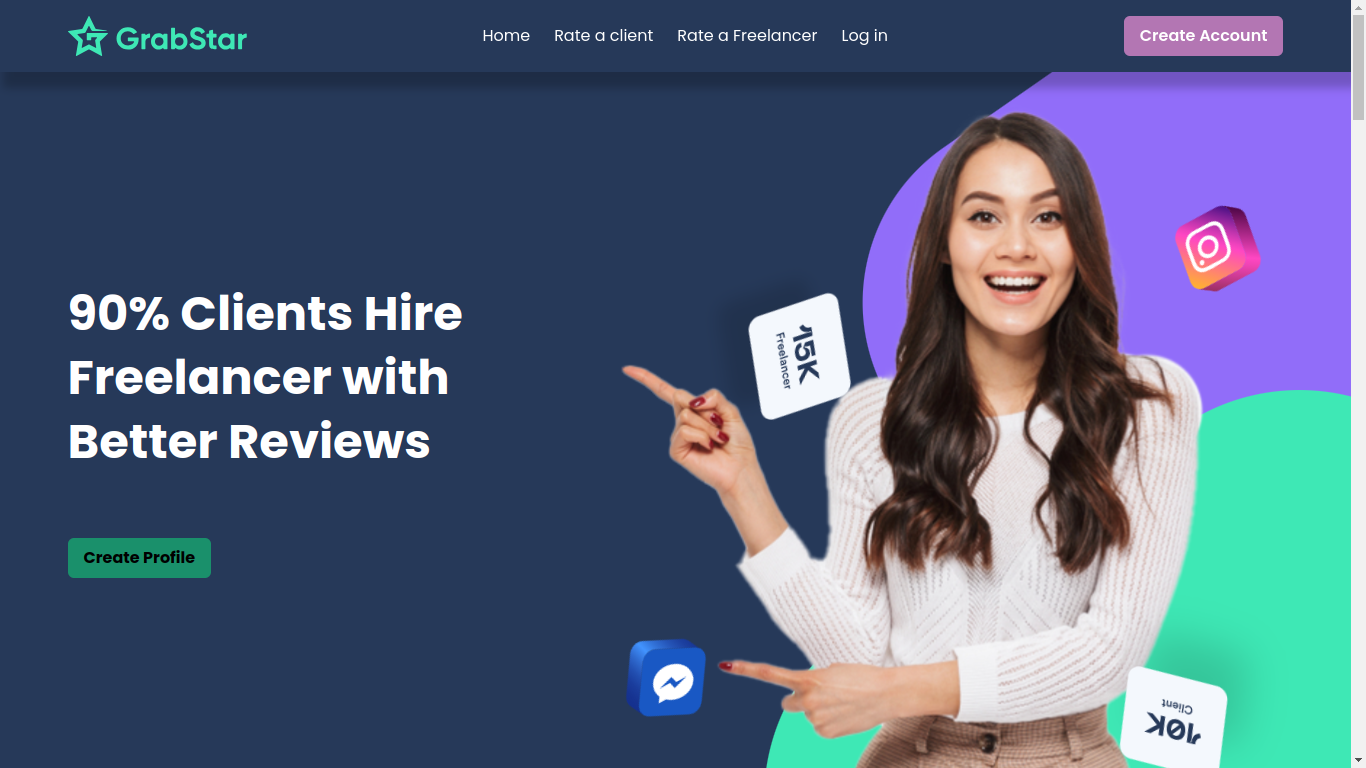 GrabStar
Home
Rate a client
Rate a Freelancer
Log in
Create Account
90% Clients Hire
Freelancer with
Better Reviews
15K
Freelancer
Create Profile
10K
Client